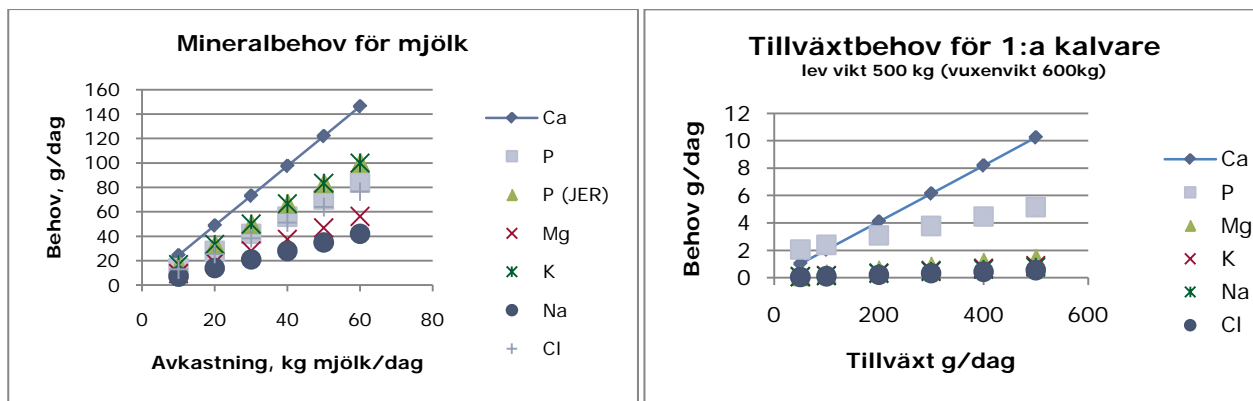 Mineralbehov för mjölk
Behov, g/dag
160
140
120
100
80
60
40
20
0
0 20 40 60 80
Avkastning, kg mjölk/dag
Ca
P
P (JER)
Mg
K
Na
Cl
Tillväxtbehov för 1:a kalvare
lev vikt 500 kg (vuxenvikt 600kg)
Behov g/dag
12
10
8
6
4
2
0
0 200 400 600
Tillväxt g/dag
Ca
P
Mg
K
Na
Cl